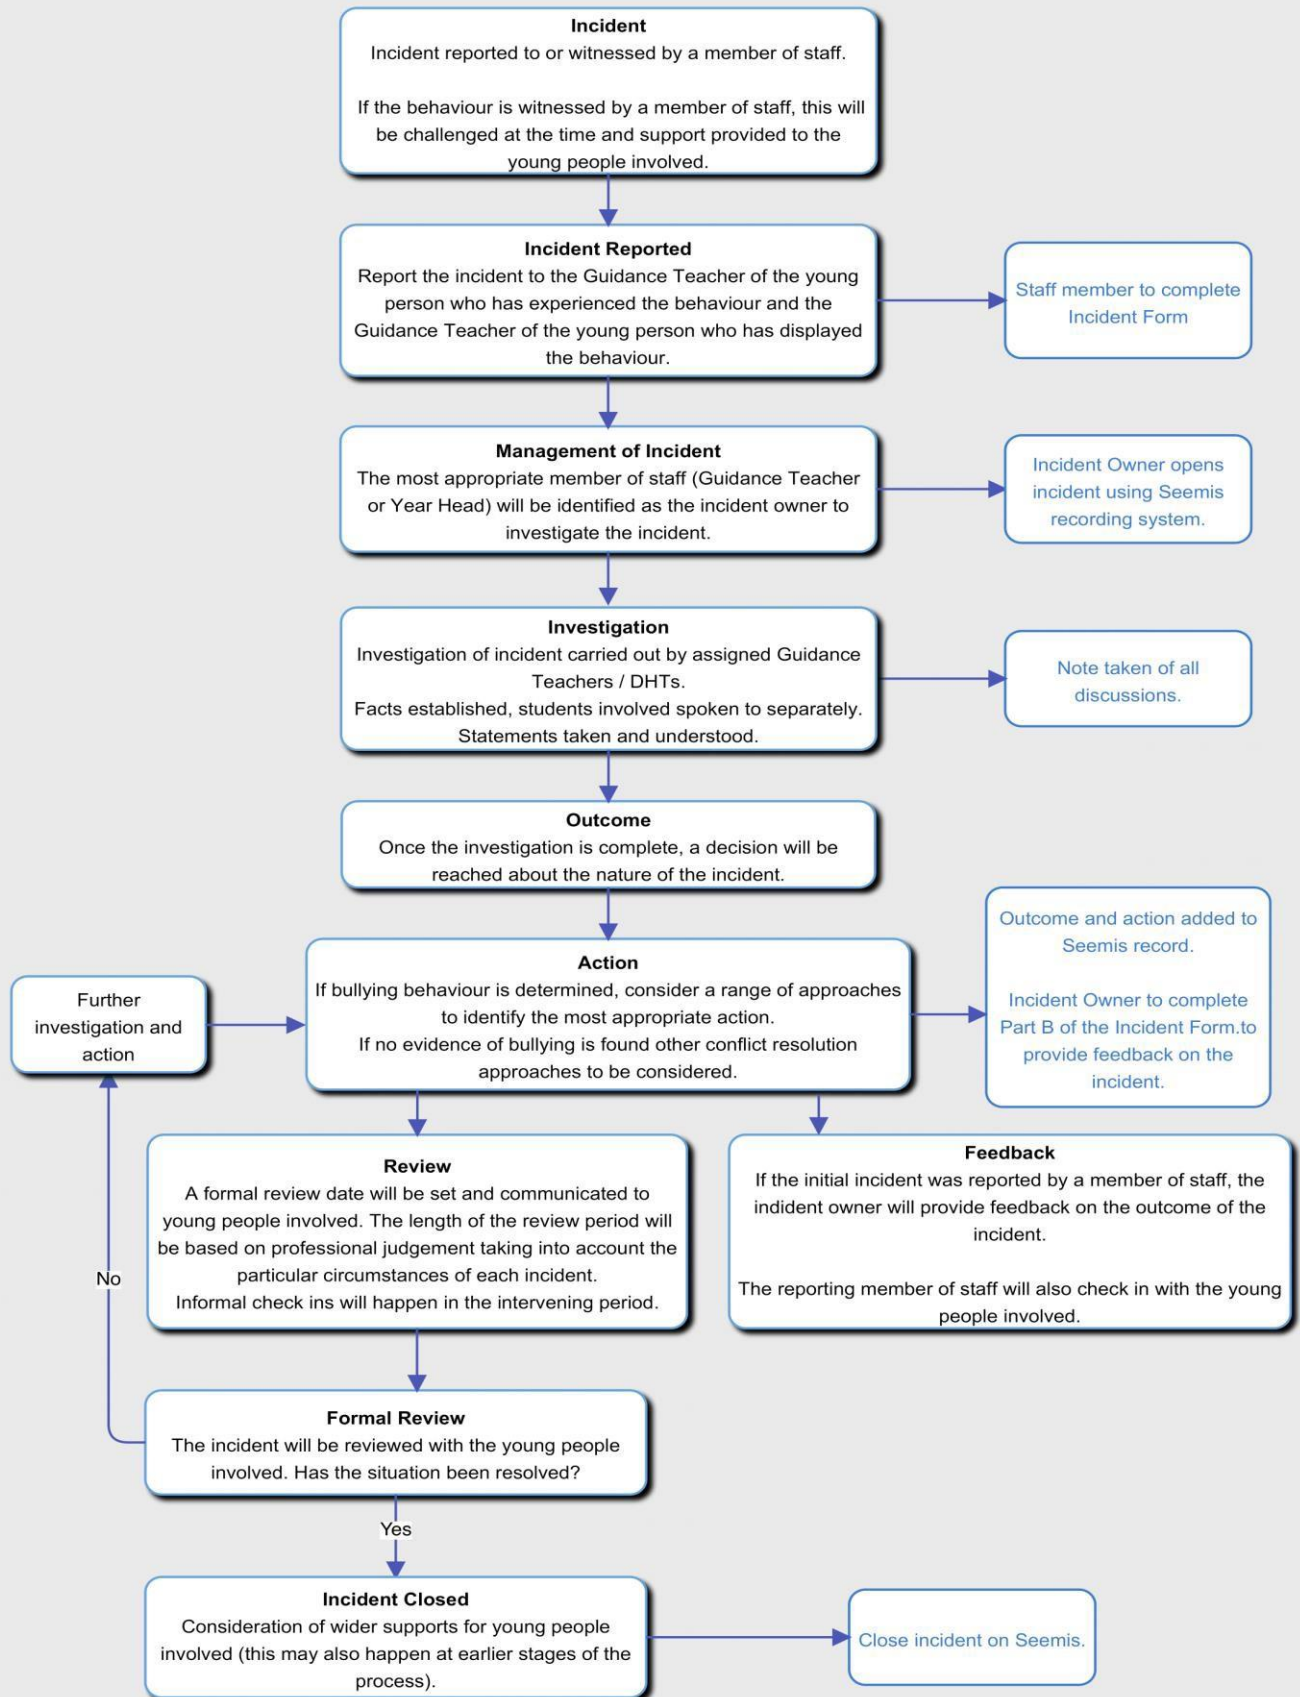 Incident
Incident reported to or witnessed by a member of staff.
If the behaviour is witnessed by a member of staff, this will
be challenged at the time and support provided to the
young people involved.
Incident Reported
Report the incident to the Guidance Teacher of the young
person who has experienced the behaviour and the
Guidance Teacher of the young person who has displayed
the behaviour.
Staff member to complete
Incident Form
Management of Incident
The most appropriate member of staff (Guidance Teacher
or Year Head) will be identified as the incident owner to
investigate the incident.
Incident Owner opens
incident using Seemis
recording system.
Investigation
Investigation of incident carried out by assigned Guidance
Teachers / DHTs.
Facts established, students involved spoken to separately.
Statements taken and understood.
Note taken of all
discussions.
Outcome
Once the investigation is complete, a decision will be
reached about the nature of the incident.
Action
If bullying behaviour is determined, consider a range of approaches
to identify the most appropriate action.
If no evidence of bullying is found other conflict resolution
approaches to be considered.
Outcome and action added to
Seemis record.
Incident Owner to complete
Part B of the Incident Form.to
provide feedback on the
incident.
Further
investigation and
action
Review
A formal review date will be set and communicated to
young people involved. The length of the review period will
be based on professional judgement taking into account the
particular circumstances of each incident.
Informal check ins will happen in the intervening period.
Feedback
If the initial incident was reported by a member of staff, the
indident owner will provide feedback on the outcome of the
incident.
The reporting member of staff will also check in with the young
people involved.
No
Formal Review
The incident will be reviewed with the young people
involved. Has the situation been resolved?
Yes
Incident Closed
Consideration of wider supports for young people
involved (this may also happen at earlier stages of the
process).
Close incident on Seemis.